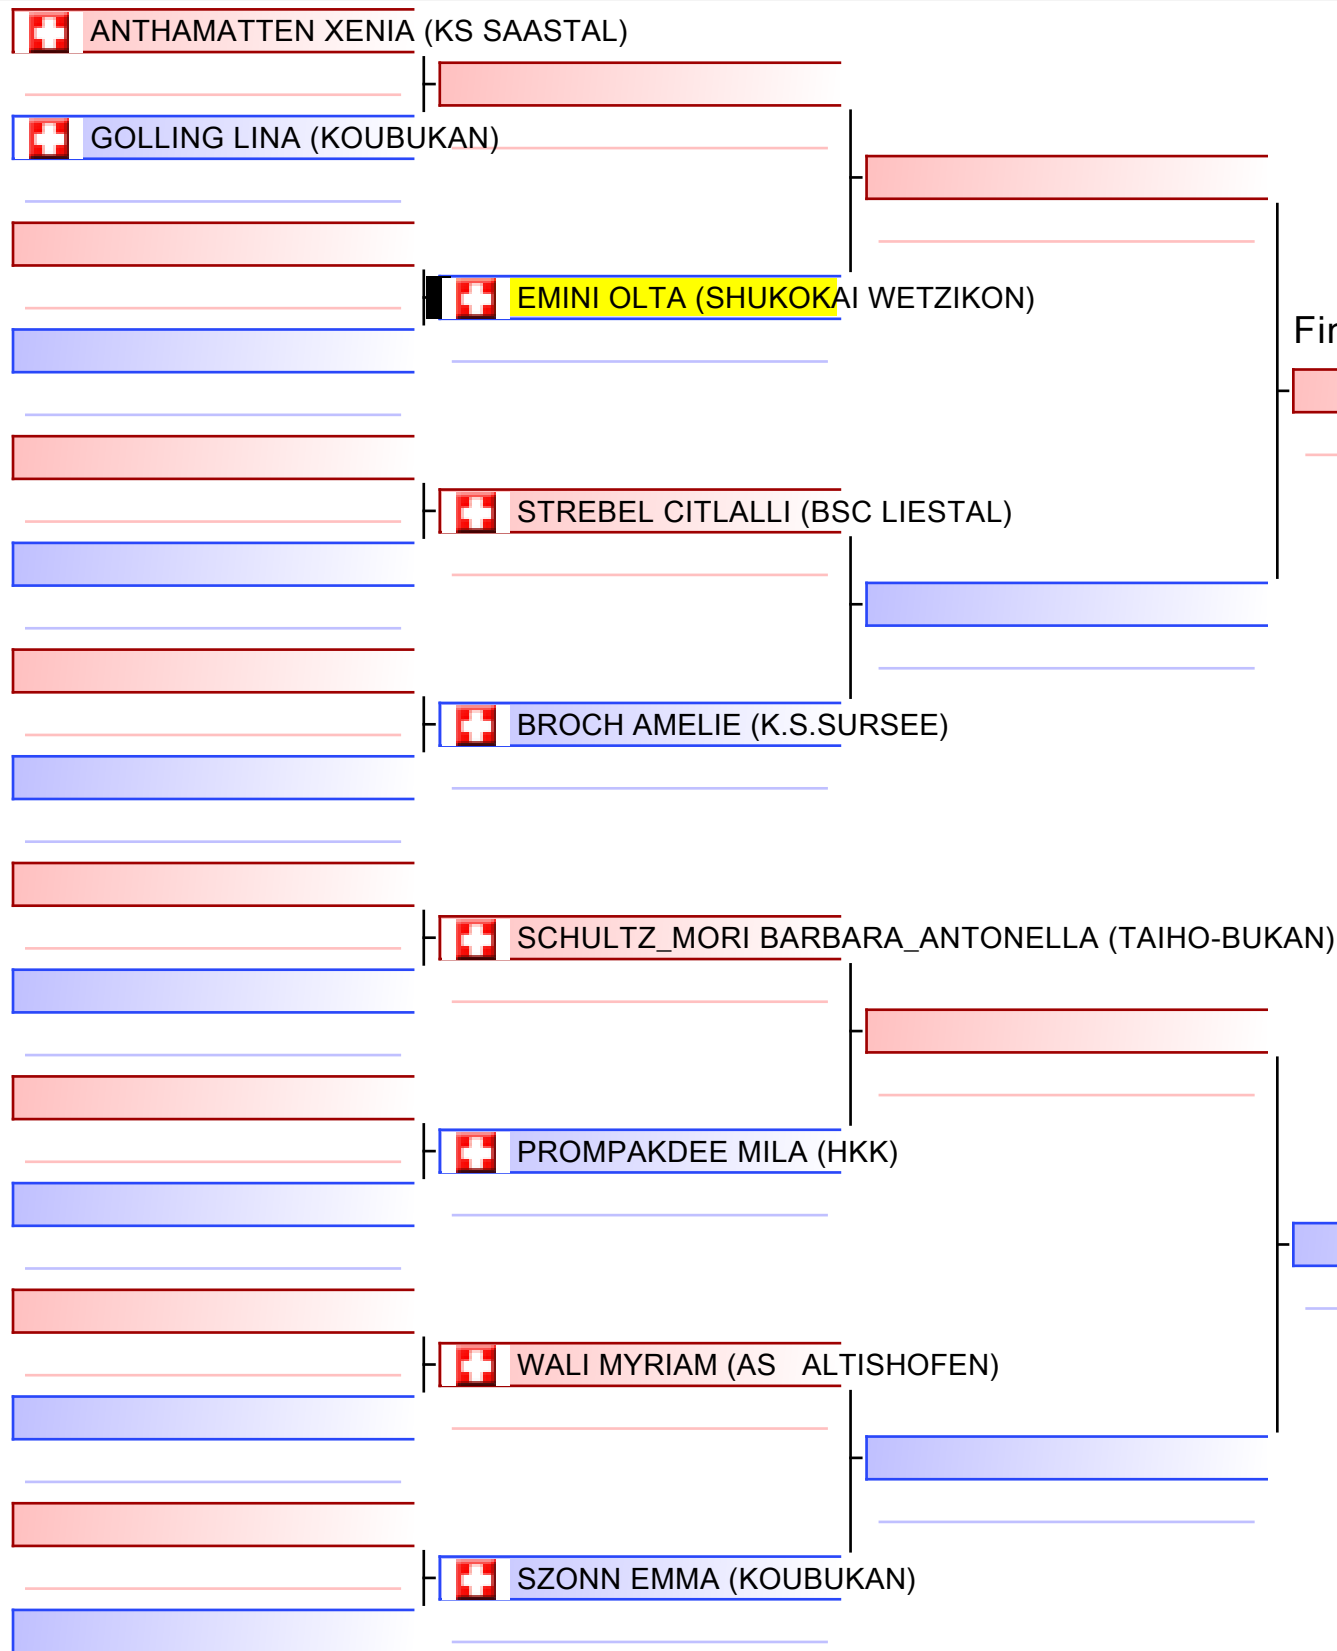 ANTHAMATTEN XENIA (KS SAASTAL)
GOLLING LINA (KOUBUKAN)
EMINI OLTA (SHUKOKAI WETZIKON)
Fin
STREBEL CITLALLI (BSC LIESTAL)
BROCH AMELIE (K.S.SURSEE)
SCHULTZ_MORI BARBARA_ANTONELLA (TAIHO-BUKAN)
PROMPAKDEE MILA (HKK)
WALI MYRIAM (AS ALTISHOFEN)
SZONN EMMA (KOUBUKAN)